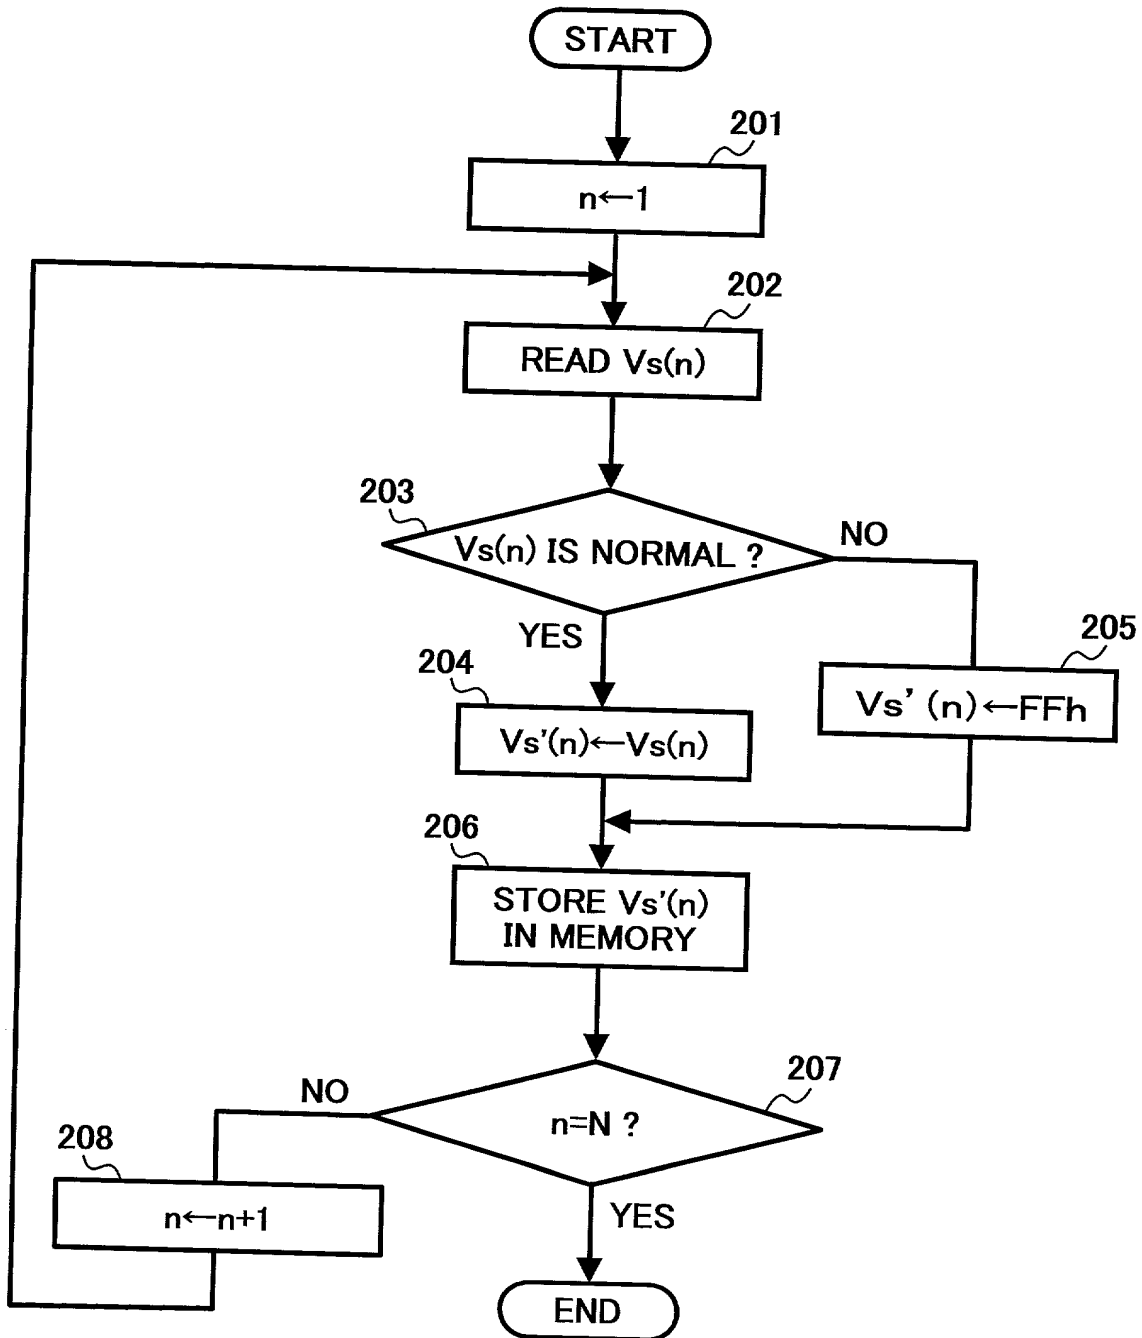 START
201
n←1
202
READ Vs(n)
203
Vs(n) IS NORMAL ?
NO
YES
204
Vs'(n)←Vs(n)
205
Vs' (n)←FFh
206
STORE Vs'(n)
IN MEMORY
207
n=N ?
NO
208
n←n+1
YES
END